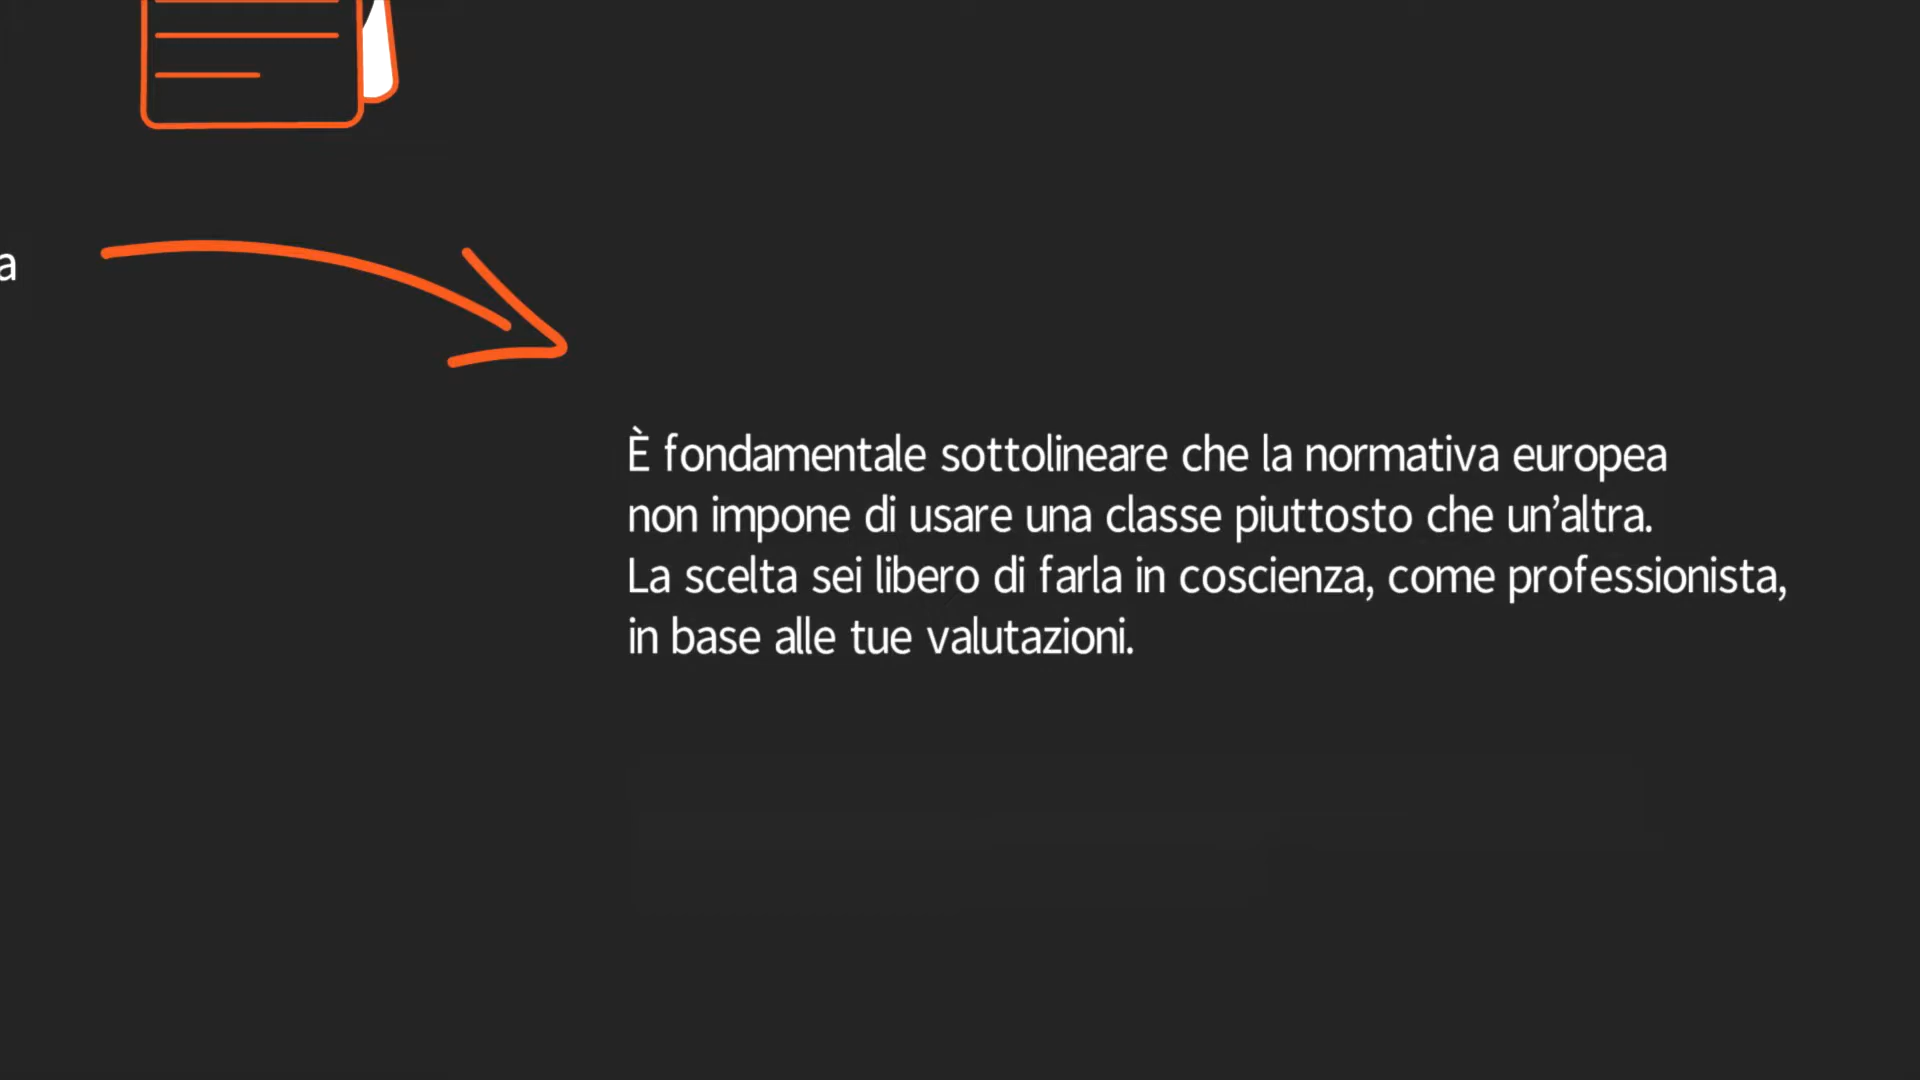 È fondamentale sottolineare che la normativa europea
non impone di usare una classe piuttosto che un’altra.
La scelta sei libero di farla in coscienza, come professionista,
in base alle tue valutazioni.